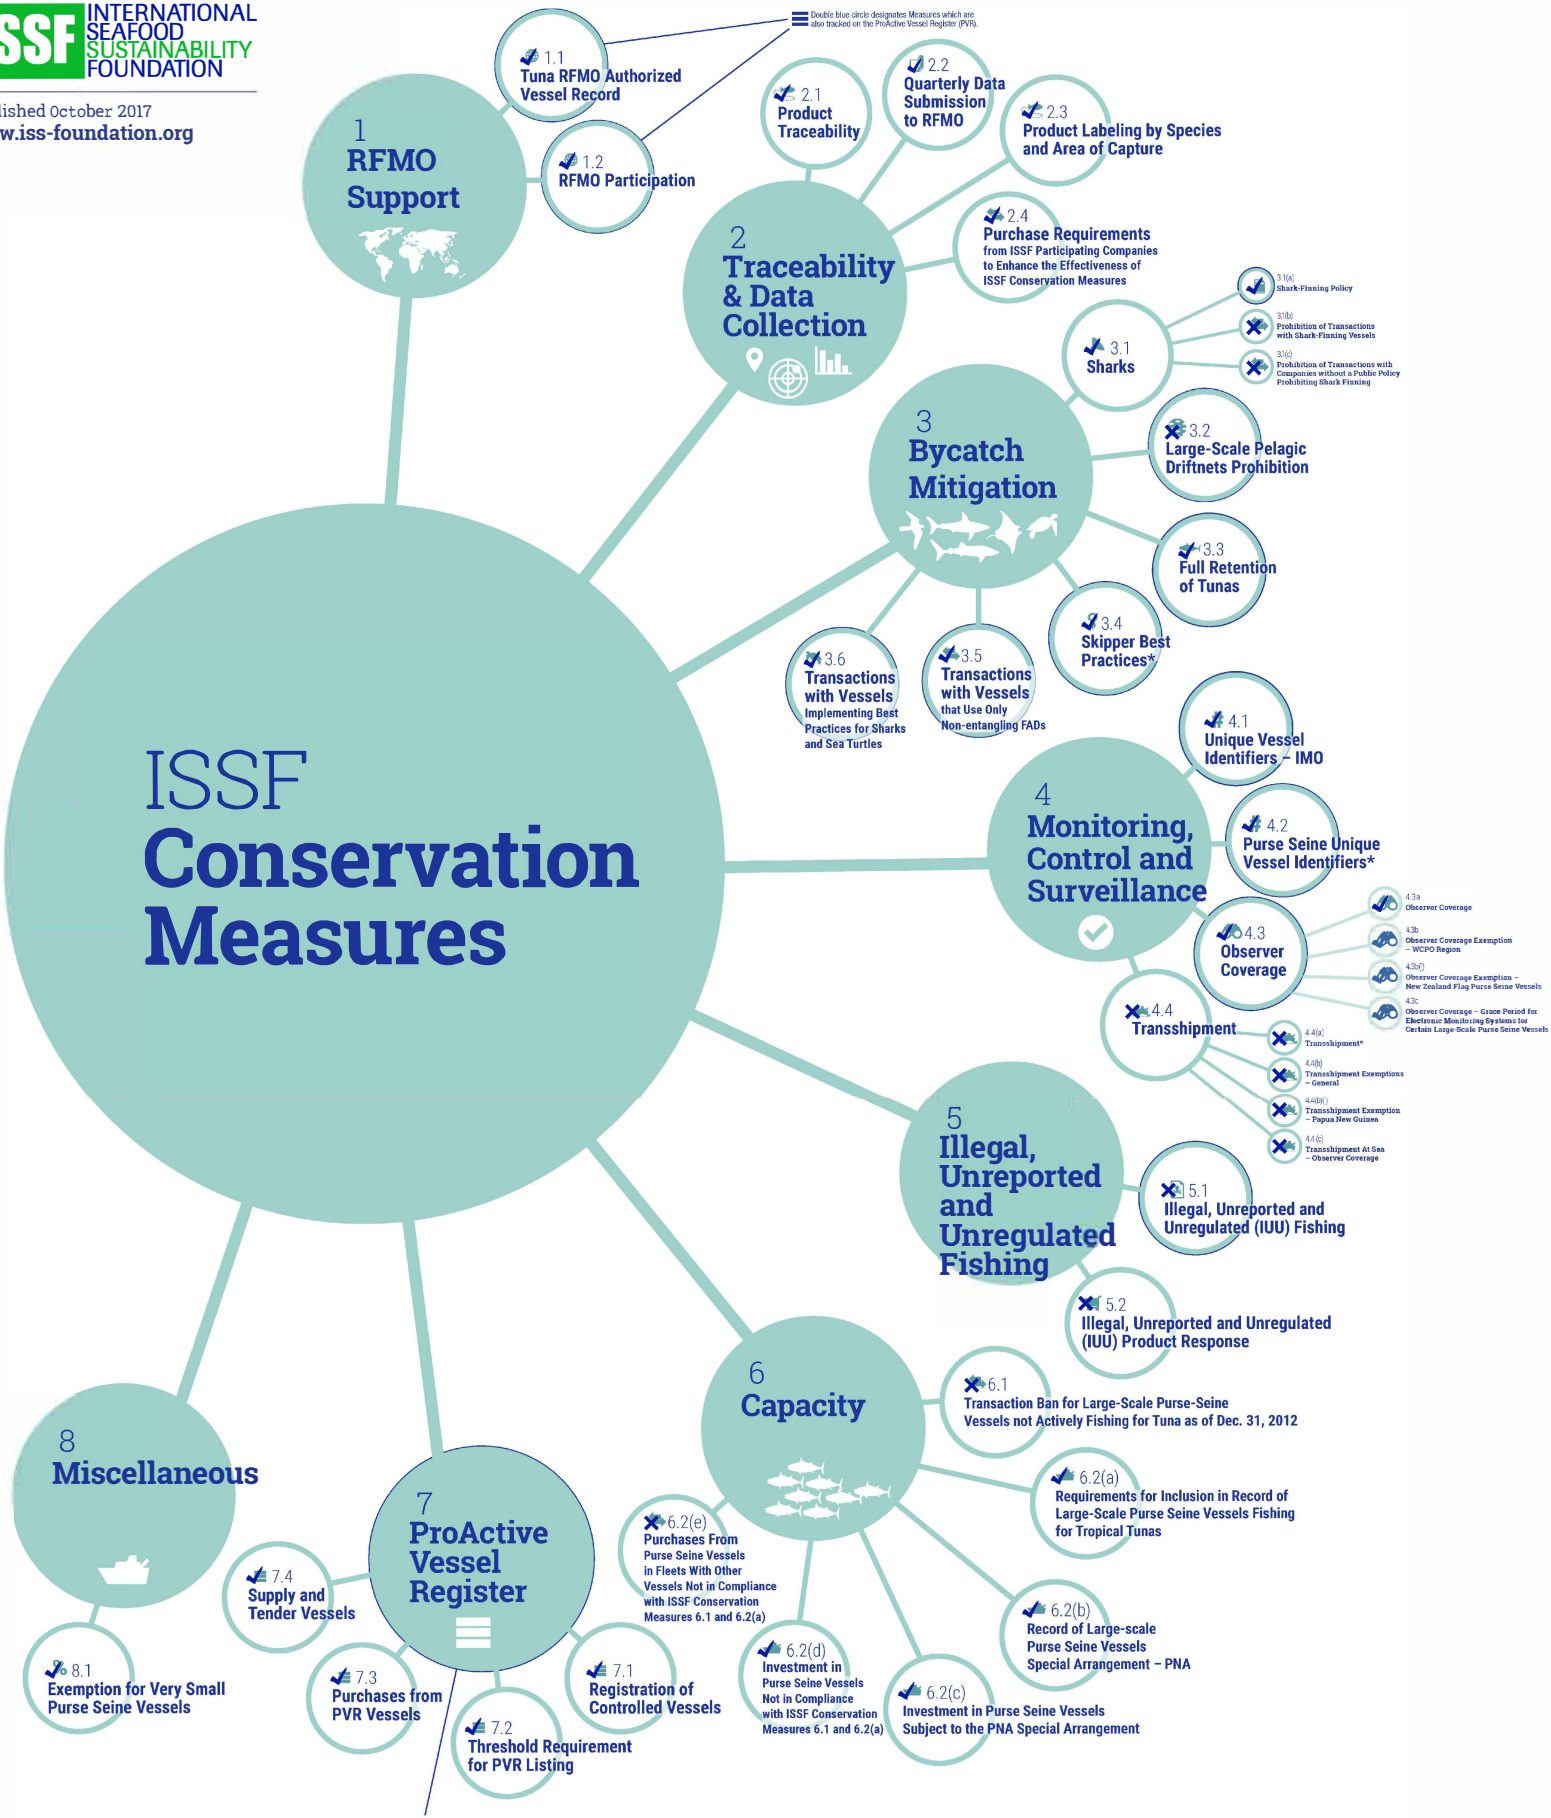 SSF
INTERNATIONAL
SEAFOOD
SUSTAINABILITY
FOUNDATION
lished October 2017
w.iss-foundation.org
Double blue circle designates Measures which are
also tracked on the ProActive Vessel Register (PVR).
1
RFMO
Support
1.1
Tuna RFMO Authorized
Vessel Record
1.2
RFMO Participation
2
Traceability
& Data
Collection
2.1
Product
Traceability
2.2
Quarterly Data
Submission
to RFMO
2.3
Product Labeling by Species
and Area of Capture
2.4
Purchase Requirements
from ISSF Participating Companies
to Enhance the Effectiveness of
ISSF Conservation Measures
3
Bycatch
Mitigation
3.1
Sharks
3.1(a)
Shark-Finning Policy
3.1(b)
Prohibition of Transactions
with Shark-Finning Vessels
3.1(c)
Prohibition of Transactions with
Companies without a Public Policy
Prohibiting Shark Finning
3.2
Large-Scale Pelagic
Driftnets Prohibition
3.3
Full Retention
of Tunas
3.4
Skipper Best
Practices*
3.5
Transactions
with Vessels
that Use Only
Non-entangling FADs
3.6
Transactions
with Vessels
Implementing Best
Practices for Sharks
and Sea Turtles
ISSF
Conservation
Measures
4
Monitoring,
Control and
Surveillance
4.1
Unique Vessel
Identifiers – IMO
4.2
Purse Seine Unique
Vessel Identifiers*
4.3
Observer
Coverage
4.3a
Observer Coverage
4.3b
Observer Coverage Exemption
– WCPO Region
Observer Coverage Exemption –
New Zealand Flag Purse Seine Vessels
4.3c
Observer Coverage – Grace Period for
Electronic Monitoring Systems for
Certain Large-Scale Purse Seine Vessels
4.4
Transshipment
4.4(a)
Transshipment*
4.4(b)
Transshipment Exemptions
– General
Transshipment Exemption
– Papua New Guinea
4.4 (c)
Transshipment At Sea
– Observer Coverage
5
Illegal,
Unreported
and
Unregulated
Fishing
5.1
Illegal, Unreported and
Unregulated (IUU) Fishing
5.2
Illegal, Unreported and Unregulated
(IUU) Product Response
6
Capacity
6.1
Transaction Ban for Large-Scale Purse-Seine
Vessels not Actively Fishing for Tuna as of Dec. 31, 2012
6.2(a)
Requirements for Inclusion in Record of
Large-Scale Purse Seine Vessels Fishing
for Tropical Tunas
6.2(b)
Record of Large-scale
Purse Seine Vessels
Special Arrangement – PNA
6.2(c)
Investment in Purse Seine Vessels
Subject to the PNA Special Arrangement
6.2(d)
Investment in
Purse Seine Vessels
Not in Compliance
with ISSF Conservation
Measures 6.1 and 6.2(a)
6.2(e)
Purchases From
Purse Seine Vessels
in Fleets With Other
Vessels Not in Compliance
with ISSF Conservation
Measures 6.1 and 6.2(a)
7
ProActive
Vessel
Register
7.1
Registration of
Controlled Vessels
7.2
Threshold Requirement
for PVR Listing
7.3
Purchases from
PVR Vessels
7.4
Supply and
Tender Vessels
8
Miscellaneous
8.1
Exemption for Very Small
Purse Seine Vessels